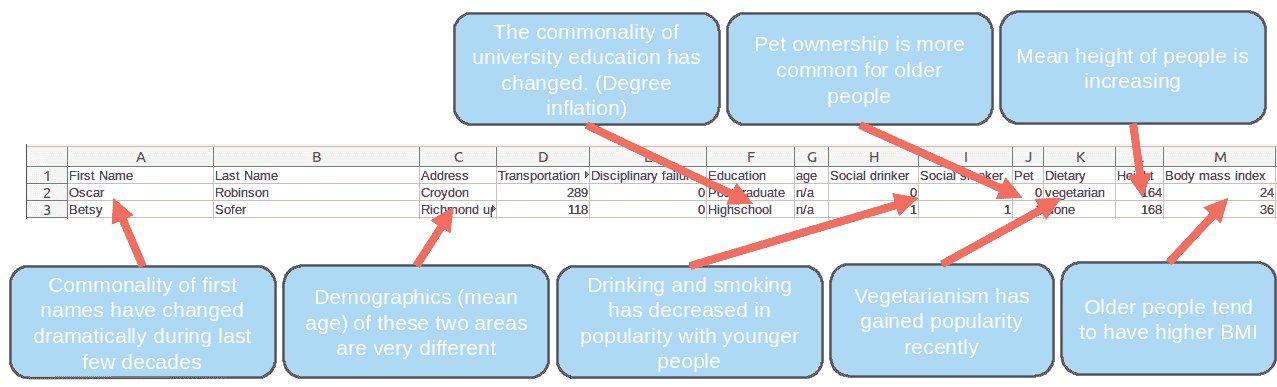 The commonality of
university education has
changed. (Degree
inflation)
Pet ownership is more
common for older
people
Mean height of people is
increasing
A B C D E F G H I J K L M
1 First Name Last Name Address Transportation Disciplinary failur Education age Social drinker Social smoker Pet Dietary Height Body mass index
2 Oscar Robinson Croydon 289 0 Postgraduate n/a 0 0 vegetarian 164 24
3 Betsy Sofer Richmond up 118 0 Highschool n/a 1 1 none 168 36
Commonality of first
names have changed
dramatically during last
few decades
Demographics (mean
age) of these two areas
are very different
Drinking and smoking
has decreased in
popularity with younger
people
Vegetarianism has
gained popularity
recently
Older people tend
to have higher BMI